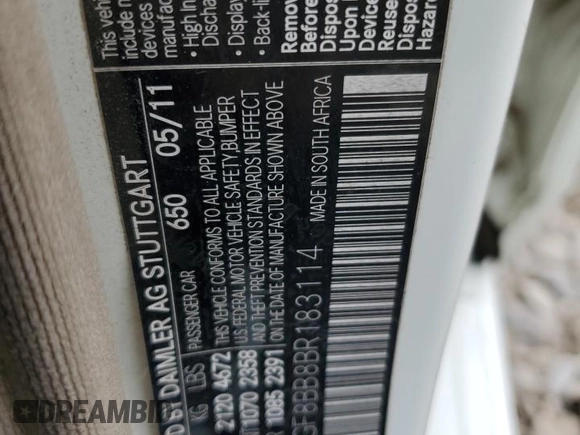 This vehi
include m
devices
manufac
• High In
Discha
• Display
• Back-li
Remov
Before
Dispos
Upon
Device
Reuse
Dispos
Hazard
D BY DAIMLER AG STUTTGART
650 05/11
KG LBS PASSENGER CAR
2120 4672
1070 2358
1085 2391
THIS VEHICLE CONFORMS TO ALL APPLICABLE
U.S. FEDERAL MOTOR VEHICLE SAFETY, BUMPER
AND THEFT PREVENTION STANDARDS IN EFFECT
ON THE DATE OF MANUFACTURE SHOWN ABOVE
GF8BB8BR183114 MADE IN SOUTH AFRICA
DREAMBID
.COM